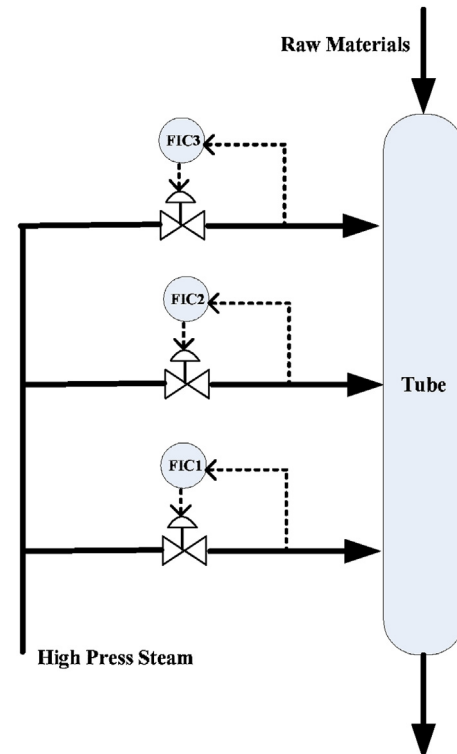 Raw Materials
FIC3
FIC2
Tube
FIC1
High Press Steam